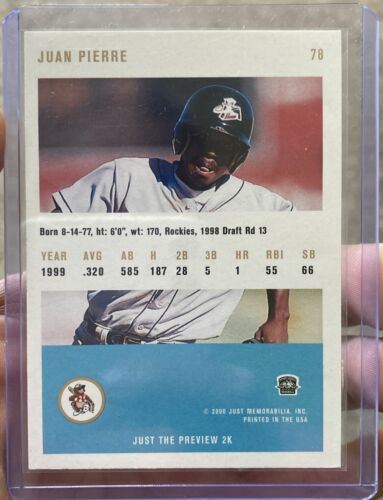 JUAN PIERRE 78
Born 8-14-77, ht: 6'0", wt: 170, Rockies, 1998 Draft Rd 13
YEAR AVG AB H 2B 3B HR RBI SB
1999 .320 585 187 28 5 1 55 66
© 2000 JUST MEMORABILIA, INC.
PRINTED IN THE USA
JUST THE PREVIEW 2K